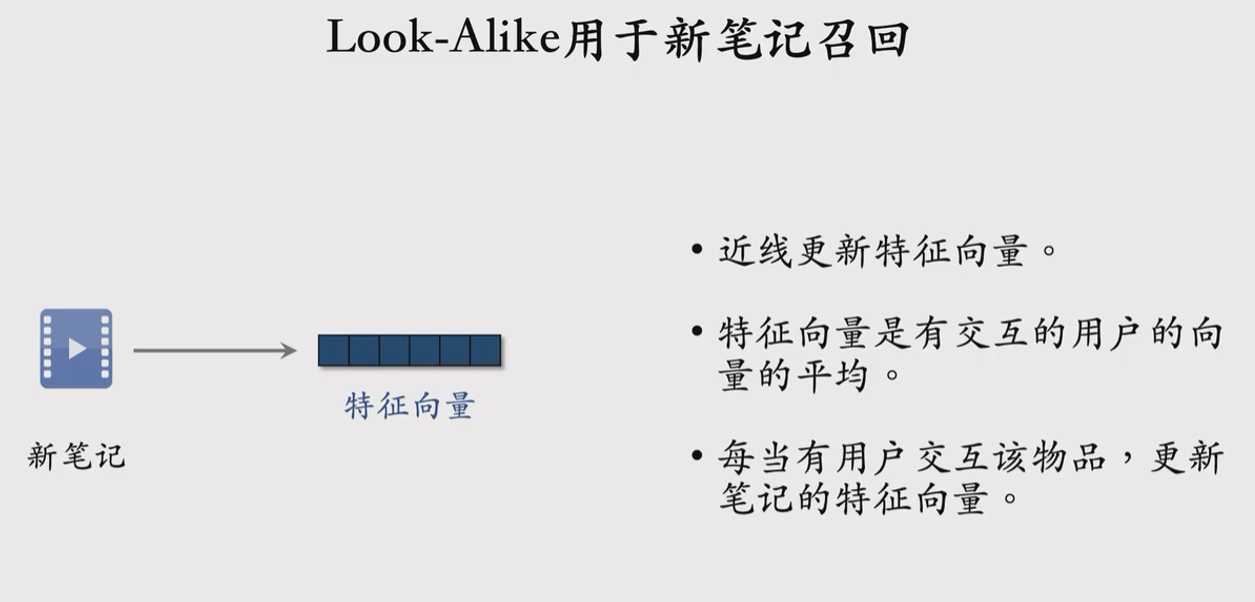 Look-Alike用于新笔记召回
• 近线更新特征向量。
• 特征向量是有交互的用户的向
量的平均。
特征向量
新笔记
• 每当有用户交互该物品，更新
笔记的特征向量。